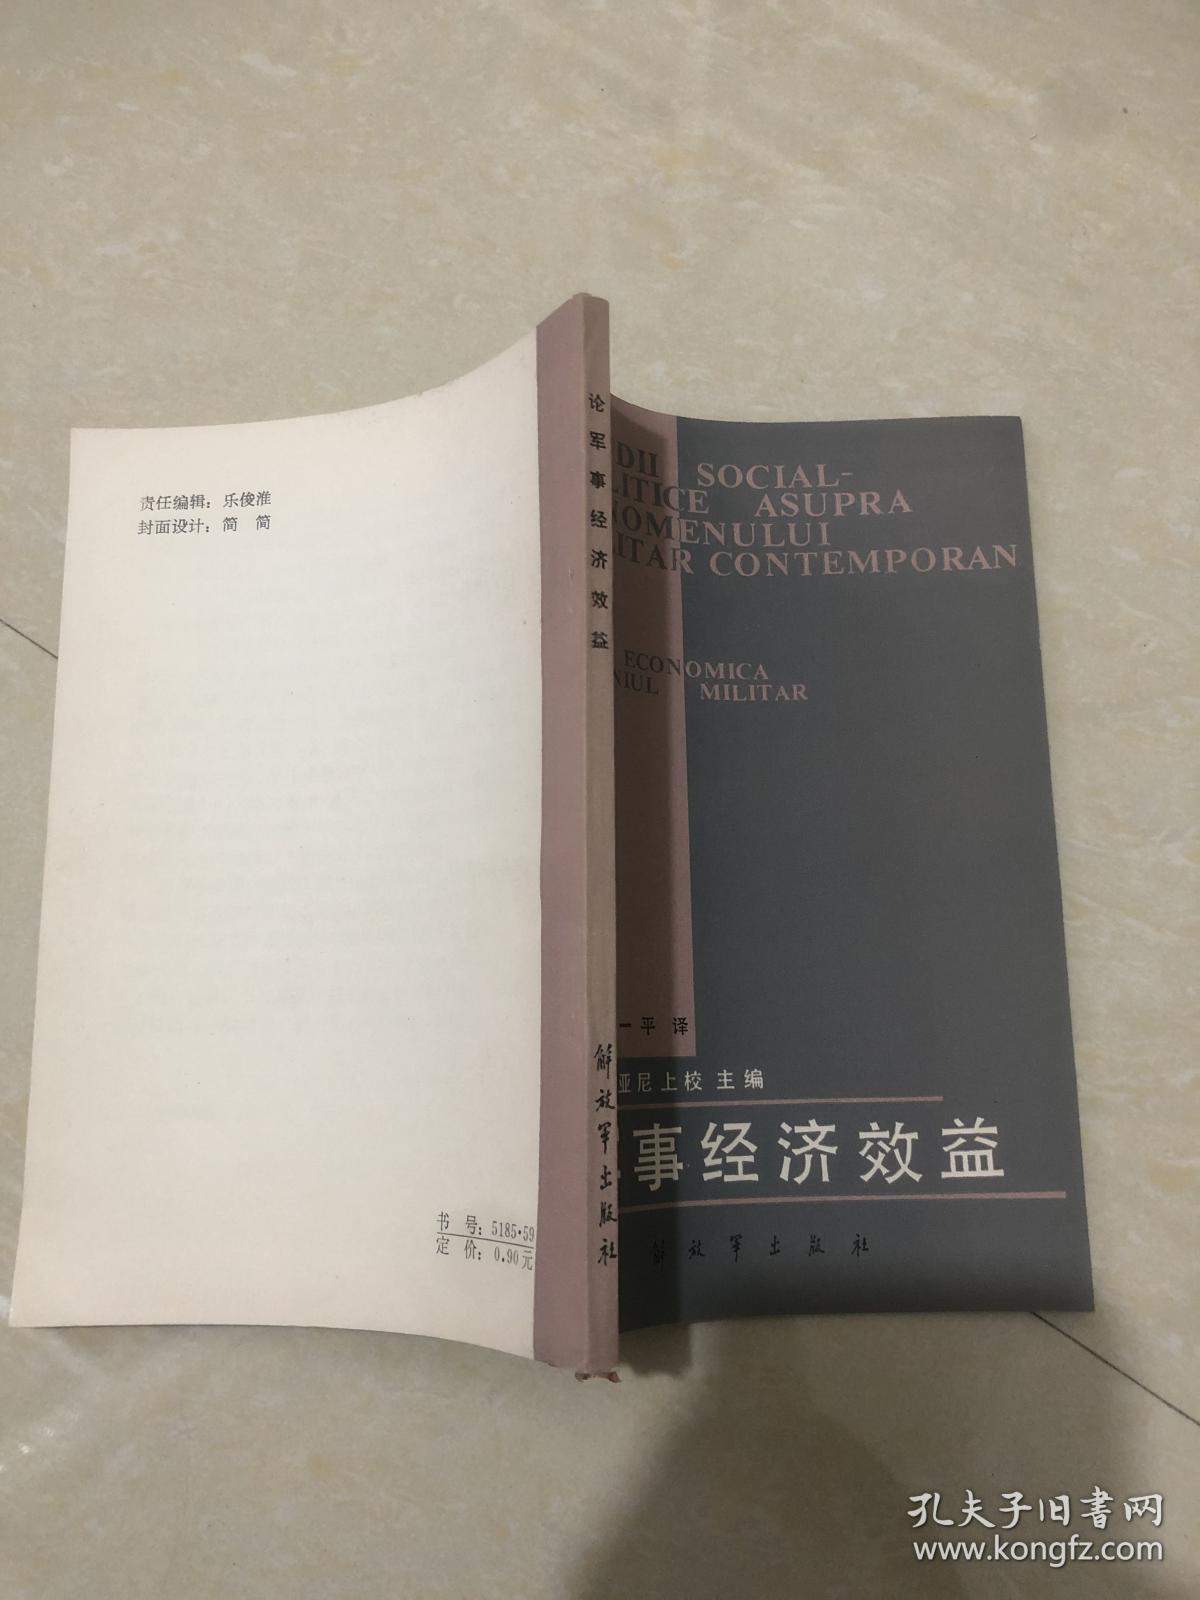 责任编辑：乐俊淮
封面设计：简 简
书 号：5185·59
定 价：0.90元
论军事经济效益
解放军出版社
DII SOCIAL-
LITICE ASUPRA
NOMENULUI
ITAR CONTEMPORAN
ECONOMICA
NIUL MILITAR
一平 译
亚尼上校 主编
事经济效益
解放军出版社
孔夫子旧书网
www.kongfz.com